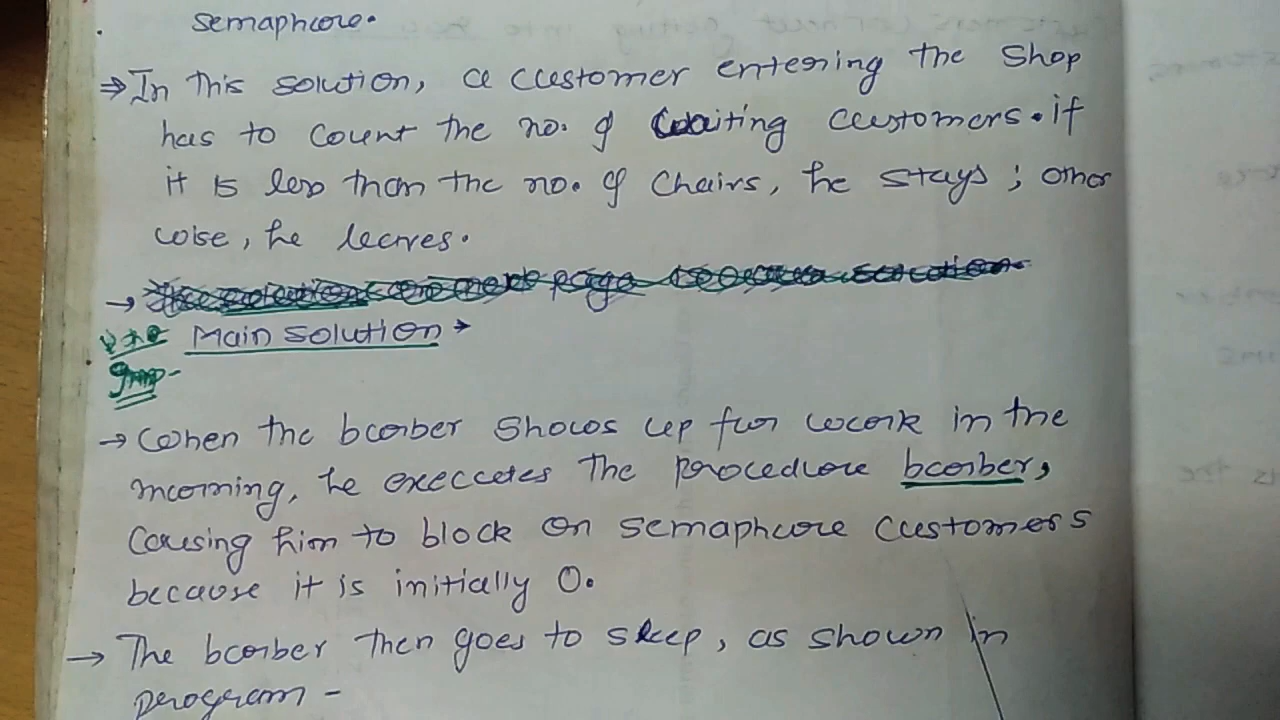 semaphore.
⇒ In this solution, a customer entering the shop
has to count the no. of waiting customers. if
it is less than the no. of chairs, he stays ; other
wise, he leaves.
→
V.V.e Main solution →
Imp-
→ When the barber shows up for work in the
morning, he executes the procedure barber,
causing him to block on semaphore customers
because it is initially 0.
→ The barber then goes to sleep, as shown in
program -